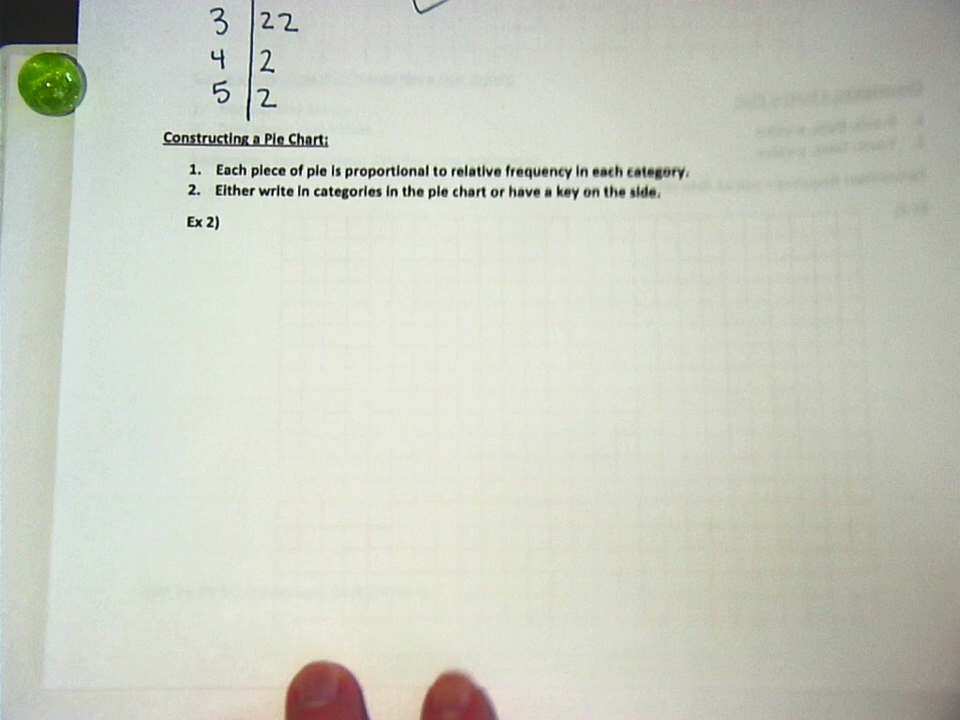 3 | 22
4 | 2
5 | 2
Constructing a Pie Chart:
1. Each piece of pie is proportional to relative frequency in each category.
2. Either write in categories in the pie chart or have a key on the side.
Ex 2)